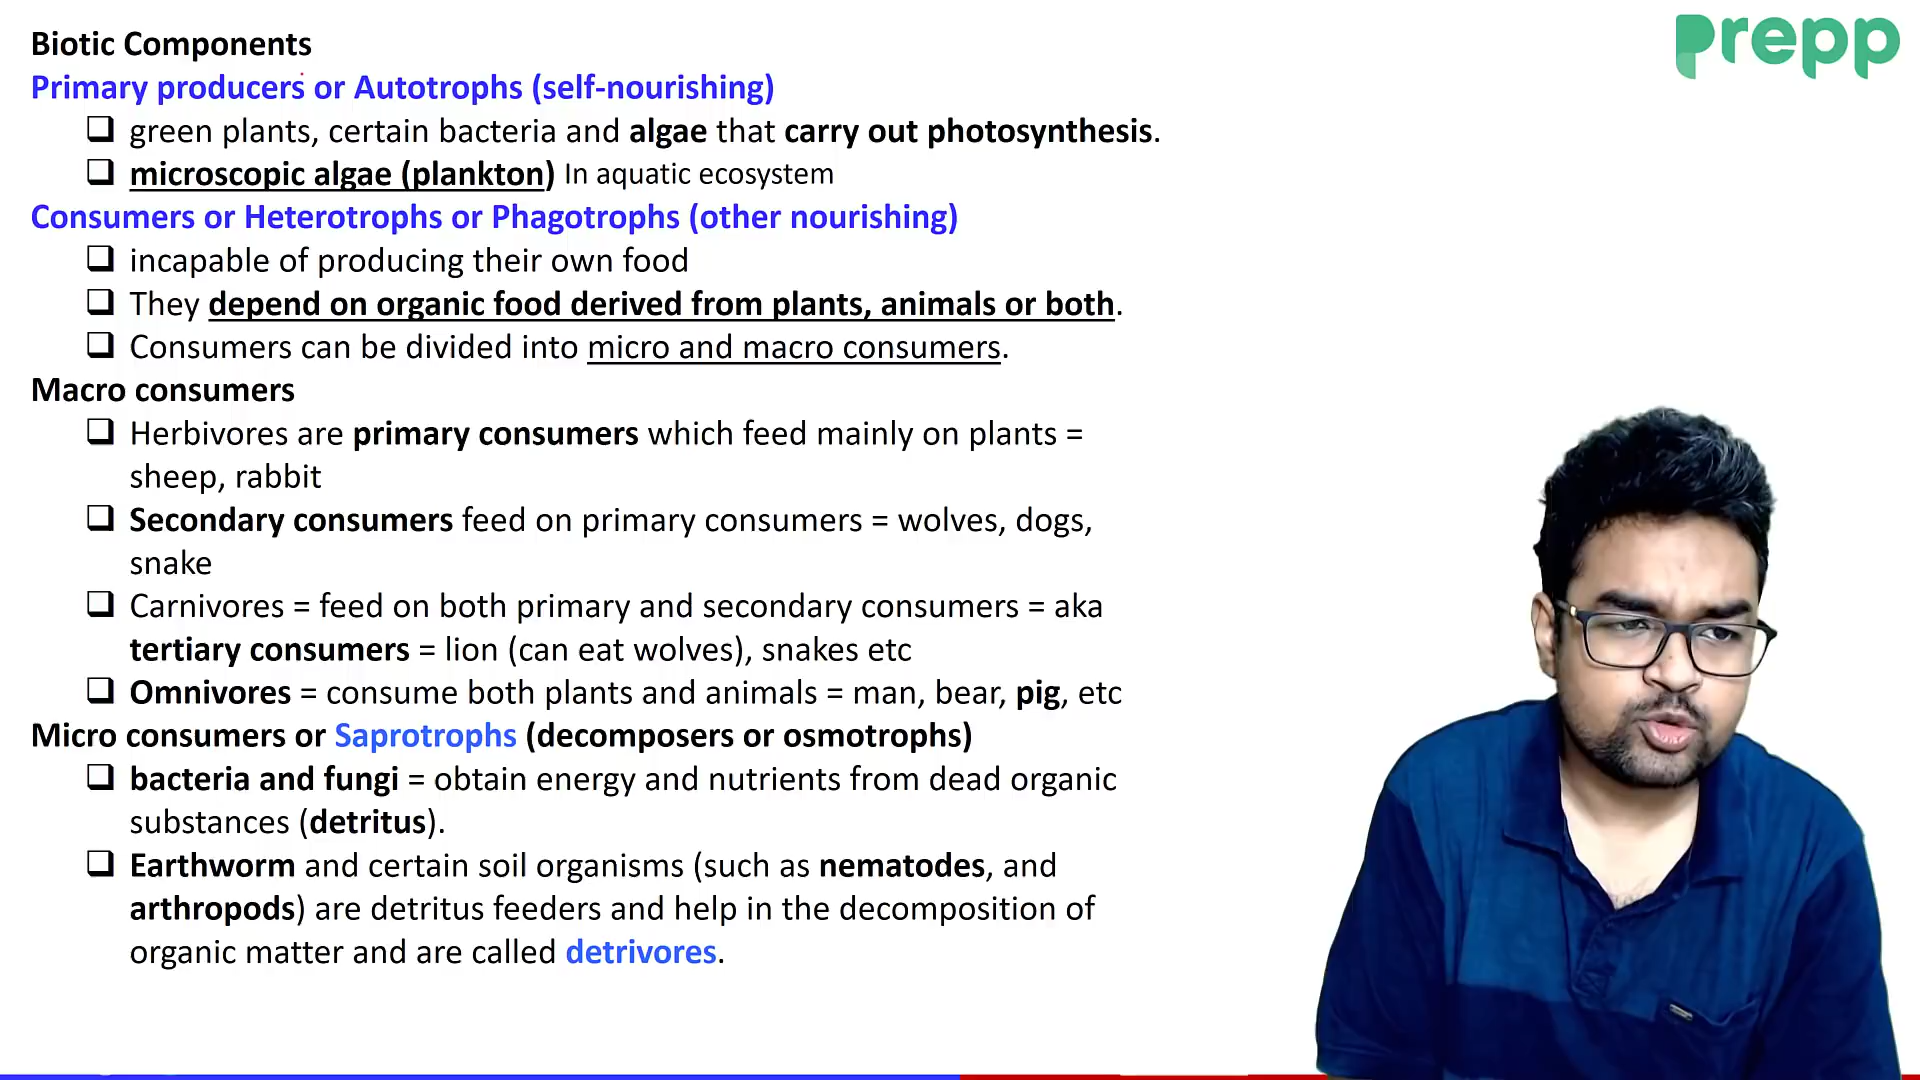 prepp
Biotic Components
Primary producers or Autotrophs (self-nourishing)
❑ green plants, certain bacteria and algae that carry out photosynthesis.
❑ microscopic algae (plankton) In aquatic ecosystem
Consumers or Heterotrophs or Phagotrophs (other nourishing)
❑ incapable of producing their own food
❑ They depend on organic food derived from plants, animals or both.
❑ Consumers can be divided into micro and macro consumers.
Macro consumers
❑ Herbivores are primary consumers which feed mainly on plants =
sheep, rabbit
❑ Secondary consumers feed on primary consumers = wolves, dogs,
snake
❑ Carnivores = feed on both primary and secondary consumers = aka
tertiary consumers = lion (can eat wolves), snakes etc
❑ Omnivores = consume both plants and animals = man, bear, pig, etc
Micro consumers or Saprotrophs (decomposers or osmotrophs)
❑ bacteria and fungi = obtain energy and nutrients from dead organic
substances (detritus).
❑ Earthworm and certain soil organisms (such as nematodes, and
arthropods) are detritus feeders and help in the decomposition of
organic matter and are called detrivores.